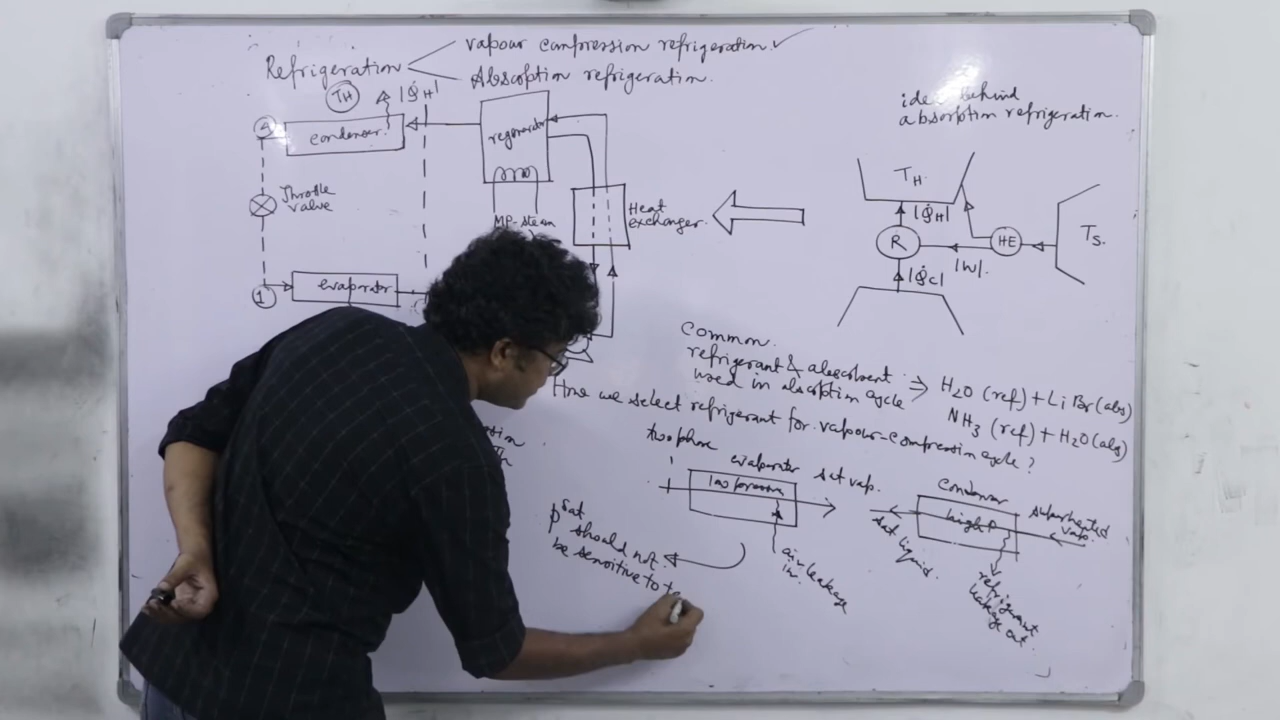 Refrigeration
vapour compression refrigeration. ✓
Absorption refrigeration.
TH
|Q̇H|
4
condenser
regenerator
Throttle
valve
MP-steam
Heat
exchanger.
1
evaporator
idea behind
absorption refrigeration.
TH.
|Q̇H|
R
HE
TS.
|Ẇ|.
|Q̇C|
Common
refrigerant & absorbent
used in absorption cycle ⇒
H2O (ref) + LiBr (abs)
NH3 (ref) + H2O (abs)
How we select refrigerant for vapour-compression cycle?
two phase
evaporator
sat vap.
low pressure
air leakage
in.
condenser
high P
superheated
vap.
sat liquid.
refrigerant
leakage out.
psat
should not
be sensitive to